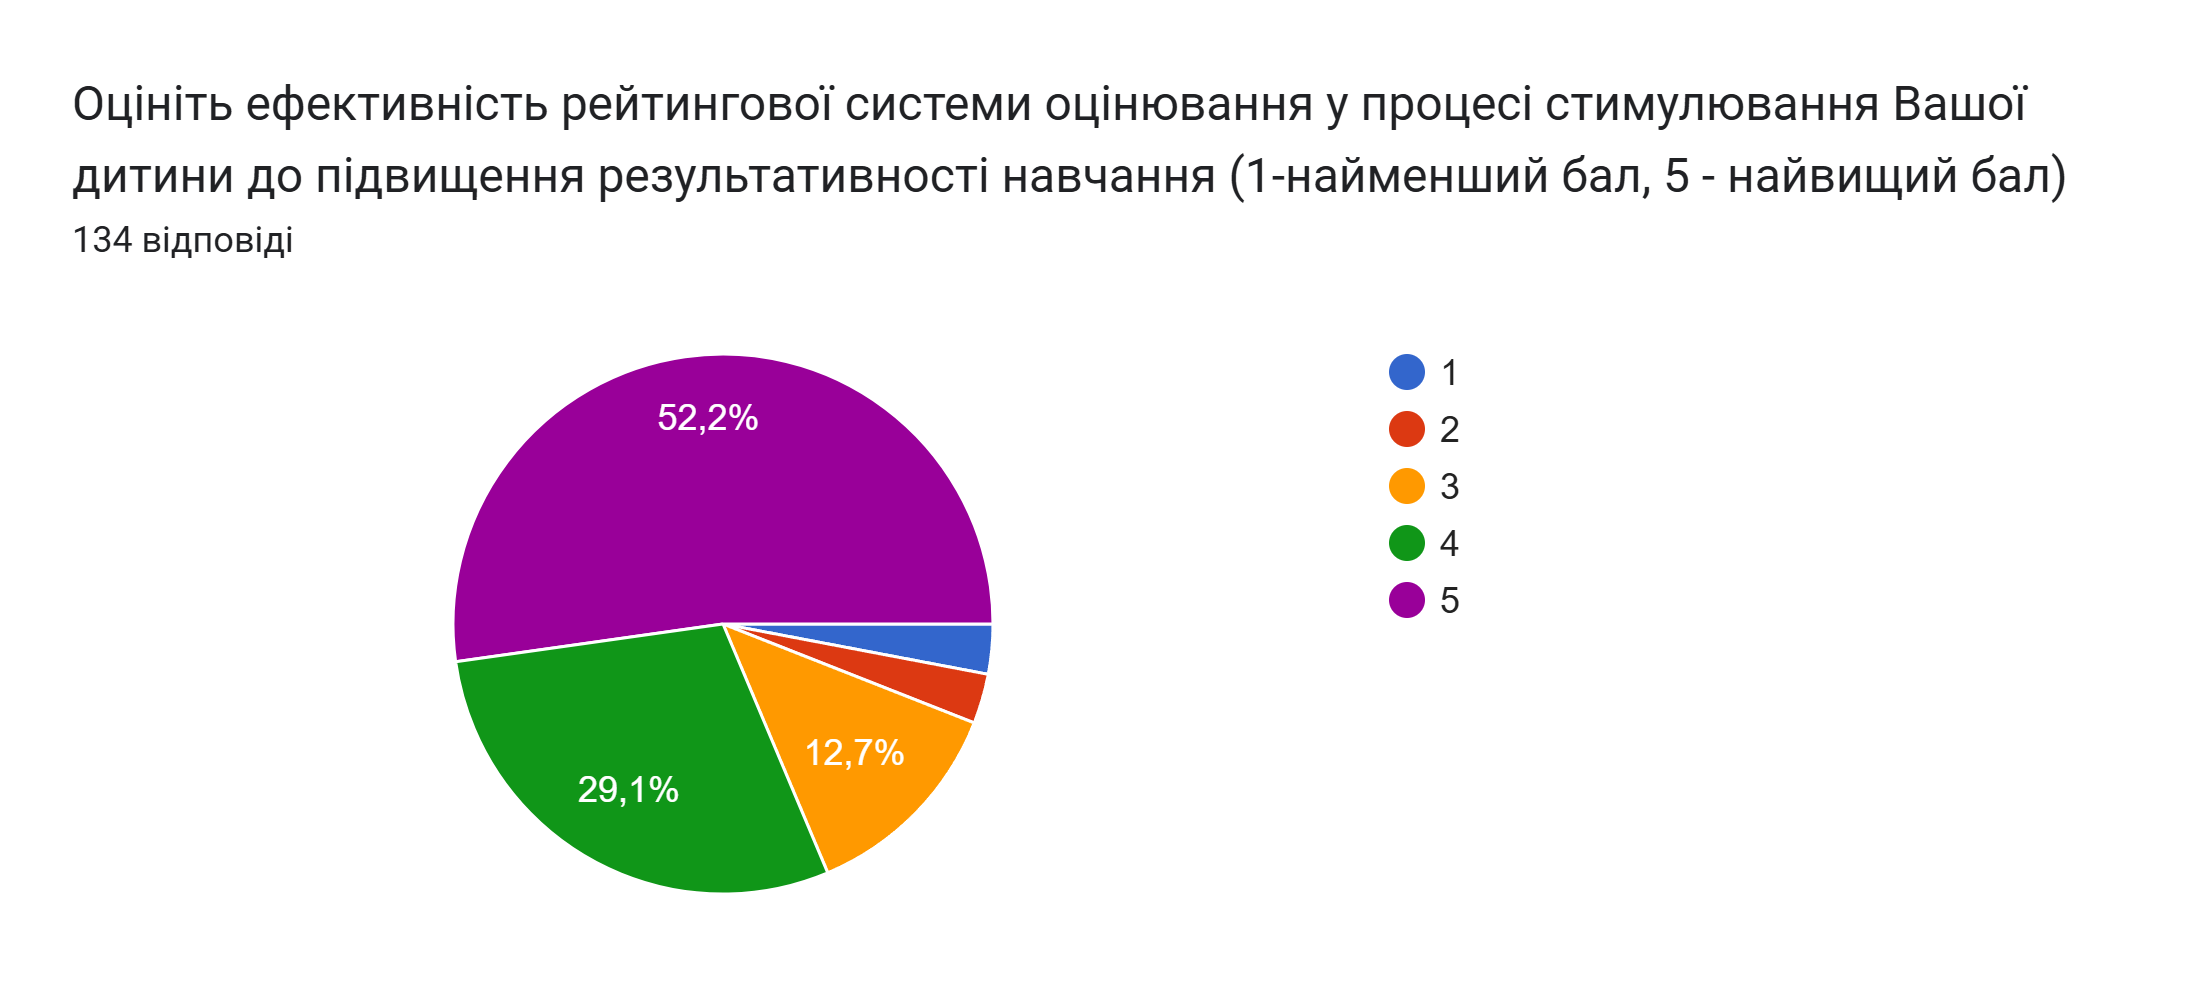 Оцініть ефективність рейтингової системи оцінювання у процесі стимулювання Вашої
дитини до підвищення результативності навчання (1-найменший бал, 5 - найвищий бал)
134 відповіді
52,2%
29,1%
12,7%
1
2
3
4
5